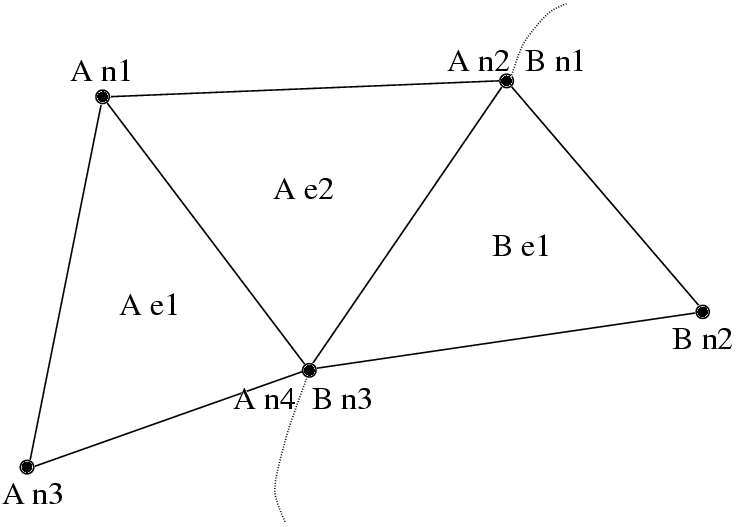 A n1
A n2 B n1
A e2
B e1
A e1
B n2
A n4 B n3
A n3